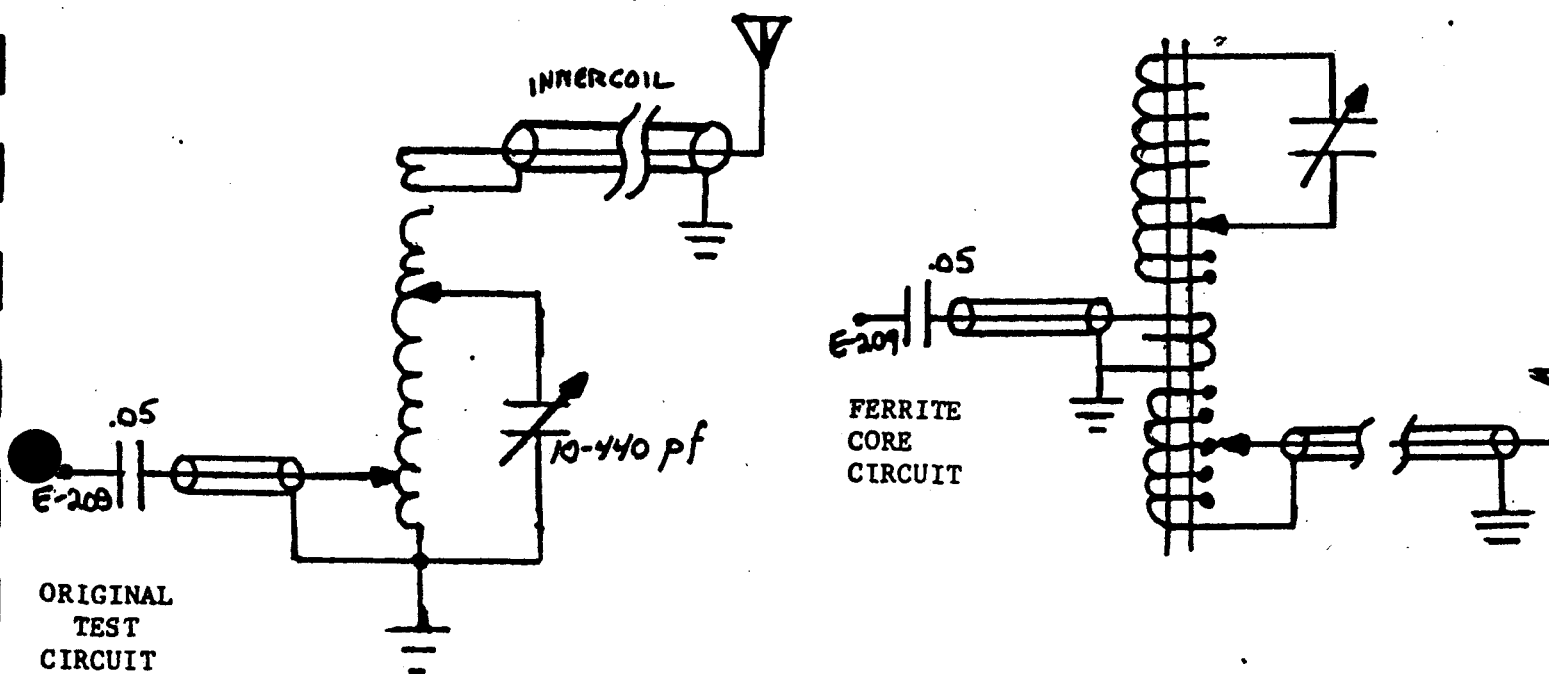 INNERCOIL
.05
E-209
10-440 pf
ORIGINAL
TEST
CIRCUIT
.05
E-209
FERRITE
CORE
CIRCUIT